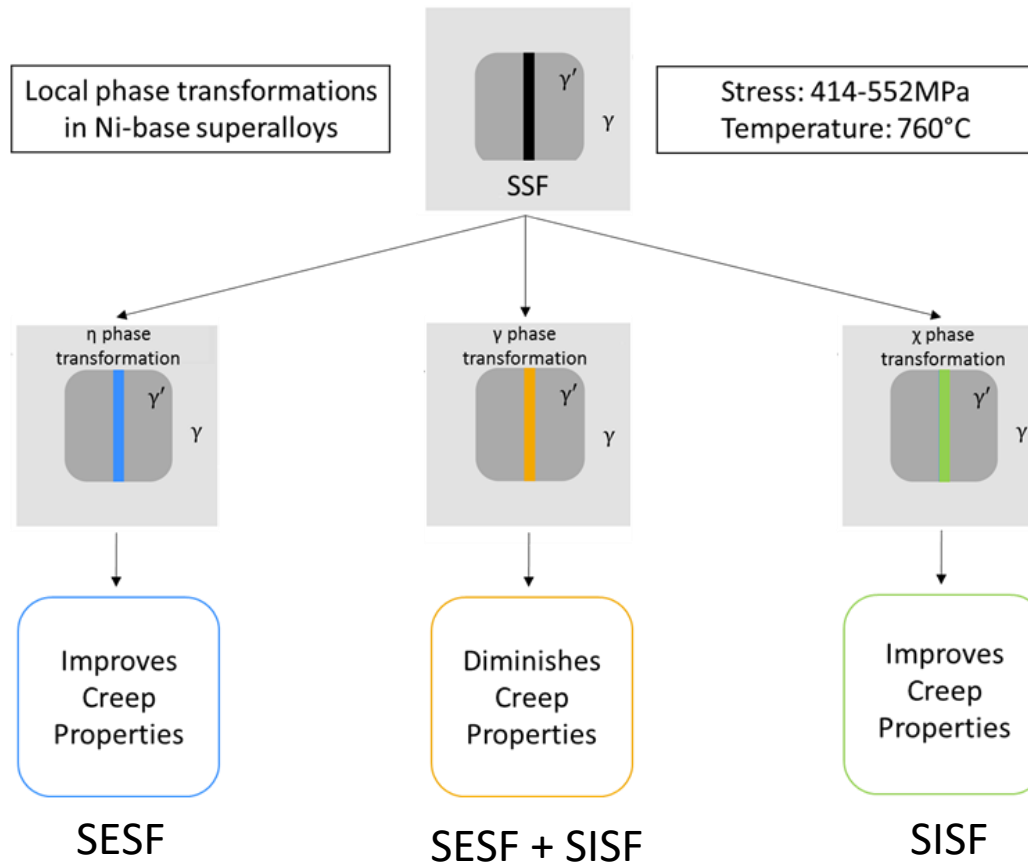 Local phase transformations
in Ni-base superalloys
γ′
γ
SSF
Stress: 414-552MPa
Temperature: 760°C
η phase
transformation
γ′
γ
γ phase
transformation
γ′
γ
χ phase
transformation
γ′
γ
Improves
Creep
Properties
Diminishes
Creep
Properties
Improves
Creep
Properties
SESF
SESF + SISF
SISF